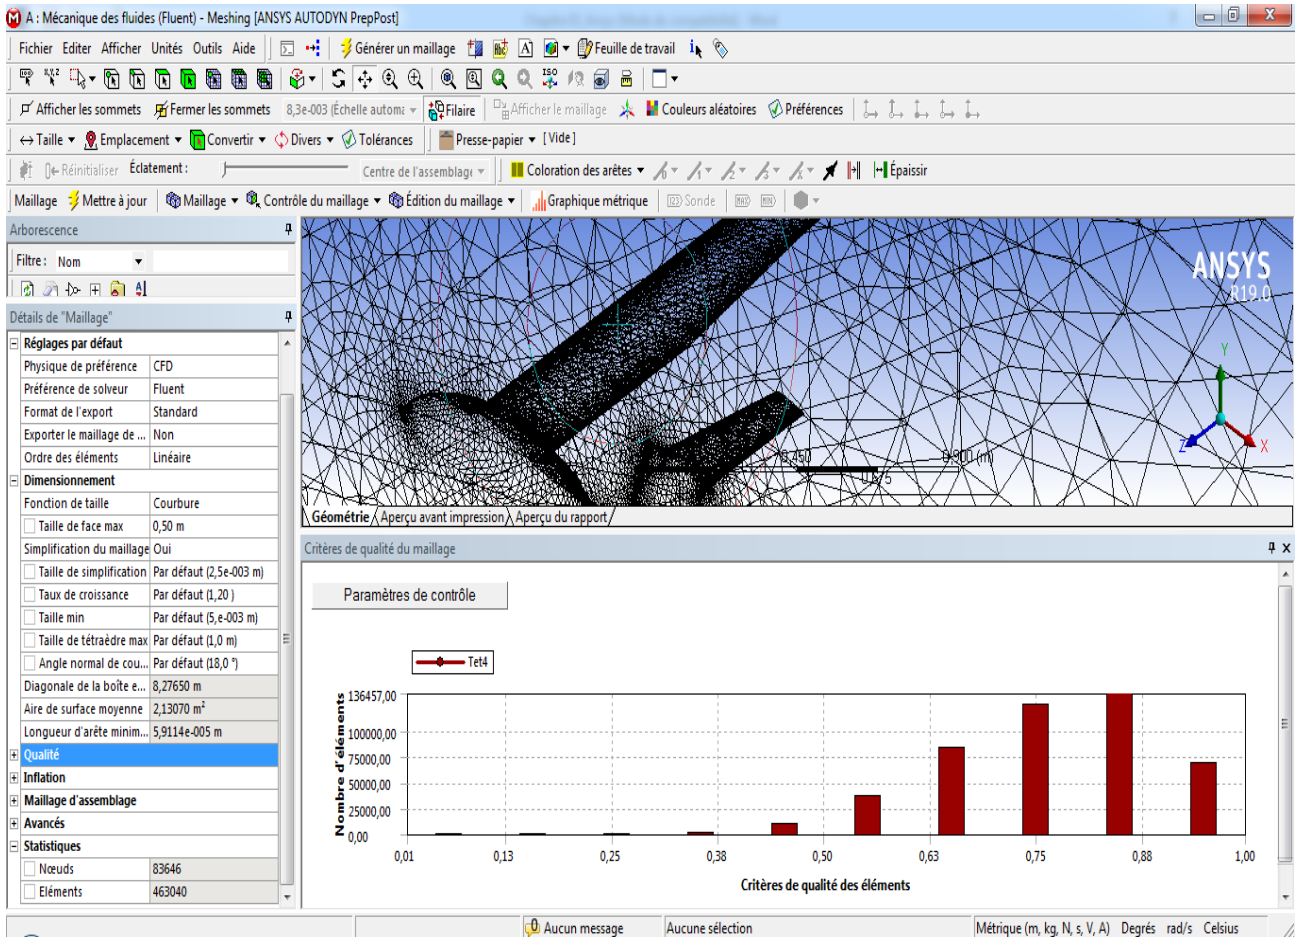 A : Mécanique des fluides (Fluent) - Meshing [ANSYS AUTODYN PrepPost]
Fichier Editer Afficher Unités Outils Aide Générer un maillage Feuille de travail
Afficher les sommets Fermer les sommets 8,3e-003 (Échelle automa Filaire Afficher le maillage Couleurs aléatoires Préférences
Taille Emplacement Convertir Divers Tolérances Presse-papier [Vide]
Réinitialiser Éclatement : Centre de l'assemblage Coloration des arêtes Épaissir
Maillage Mettre à jour Maillage Contrôle du maillage Édition du maillage Graphique métrique Sonde MAX MIN
Arborescence
Filtre : Nom
Détails de "Maillage"
Réglages par défaut
Physique de préférence CFD
Préférence de solveur Fluent
Format de l'export Standard
Exporter le maillage de ... Non
Ordre des éléments Linéaire
Dimensionnement
Fonction de taille Courbure
Taille de face max 0,50 m
Simplification du maillage Oui
Taille de simplification Par défaut (2,5e-003 m)
Taux de croissance Par défaut (1,20 )
Taille min Par défaut (5,e-003 m)
Taille de tétraèdre max Par défaut (1,0 m)
Angle normal de cou... Par défaut (18,0 °)
Diagonale de la boîte e... 8,27650 m
Aire de surface moyenne 2,13070 m²
Longueur d'arête minim... 5,9114e-005 m
Qualité
Inflation
Maillage d'assemblage
Avancés
Statistiques
Nœuds 83646
Eléments 463040
ANSYS
R19.0
Y
Z
X
0,450
0,900 (m)
Géométrie Aperçu avant impression Aperçu du rapport
Critères de qualité du maillage
Paramètres de contrôle
Tet4
Nombre d'éléments
136457,00
100000,00
75000,00
50000,00
25000,00
0,00
0,01 0,13 0,25 0,38 0,50 0,63 0,75 0,88 1,00
Critères de qualité des éléments
Aucun message Aucune sélection Métrique (m, kg, N, s, V, A) Degrés rad/s Celsius